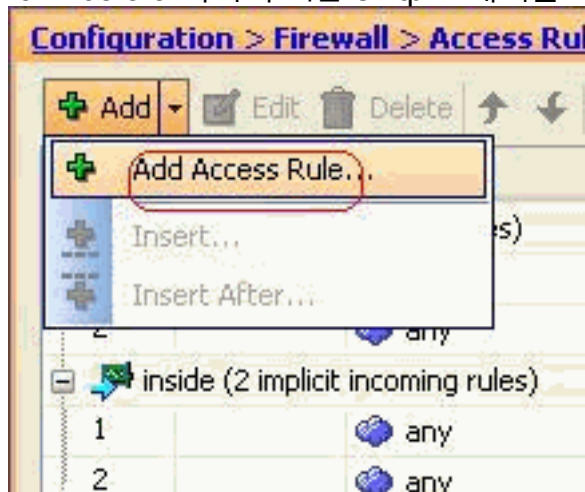 Configuration > Firewall > Access Rul
Add Edit Delete
Add Access Rule...
Insert... s)
Insert After...
2 any
inside (2 implicit incoming rules)
1 any
2 any